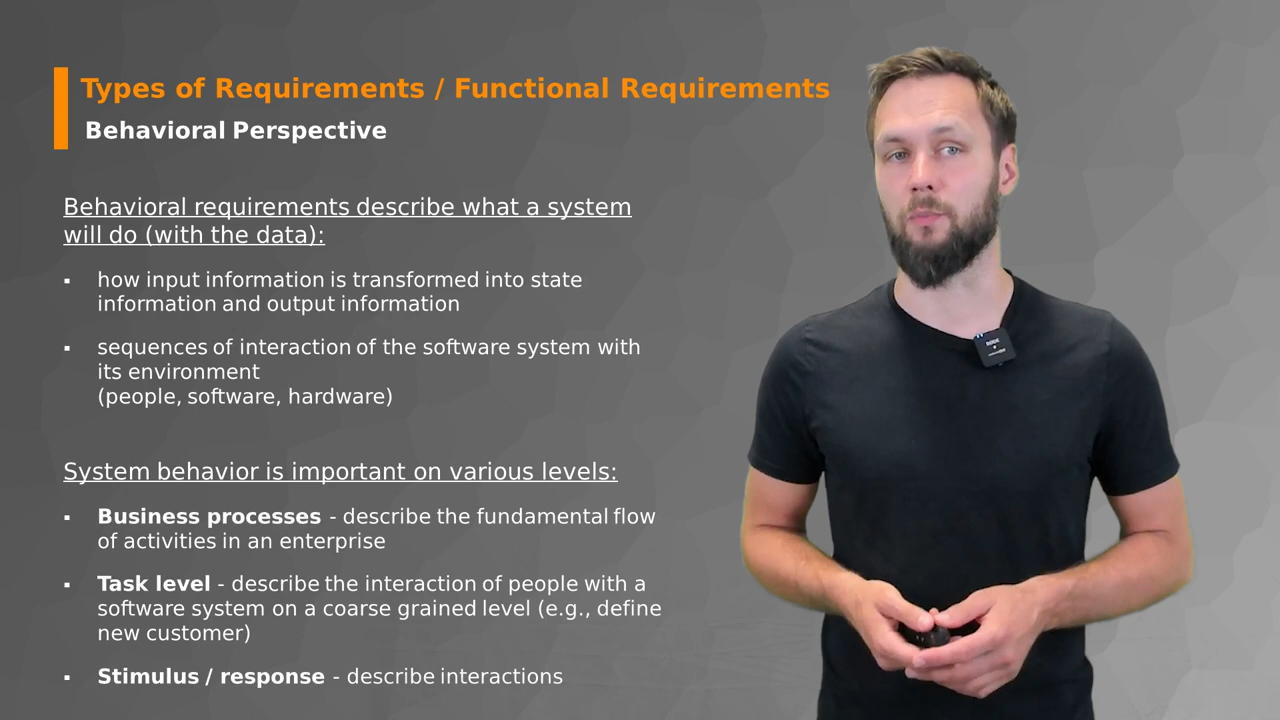 Types of Requirements / Functional Requirements
Behavioral Perspective
Behavioral requirements describe what a system
will do (with the data):
▪ how input information is transformed into state
information and output information
▪ sequences of interaction of the software system with
its environment
(people, software, hardware)
System behavior is important on various levels:
▪ Business processes - describe the fundamental flow
of activities in an enterprise
▪ Task level - describe the interaction of people with a
software system on a coarse grained level (e.g., define
new customer)
▪ Stimulus / response - describe interactions
RODE